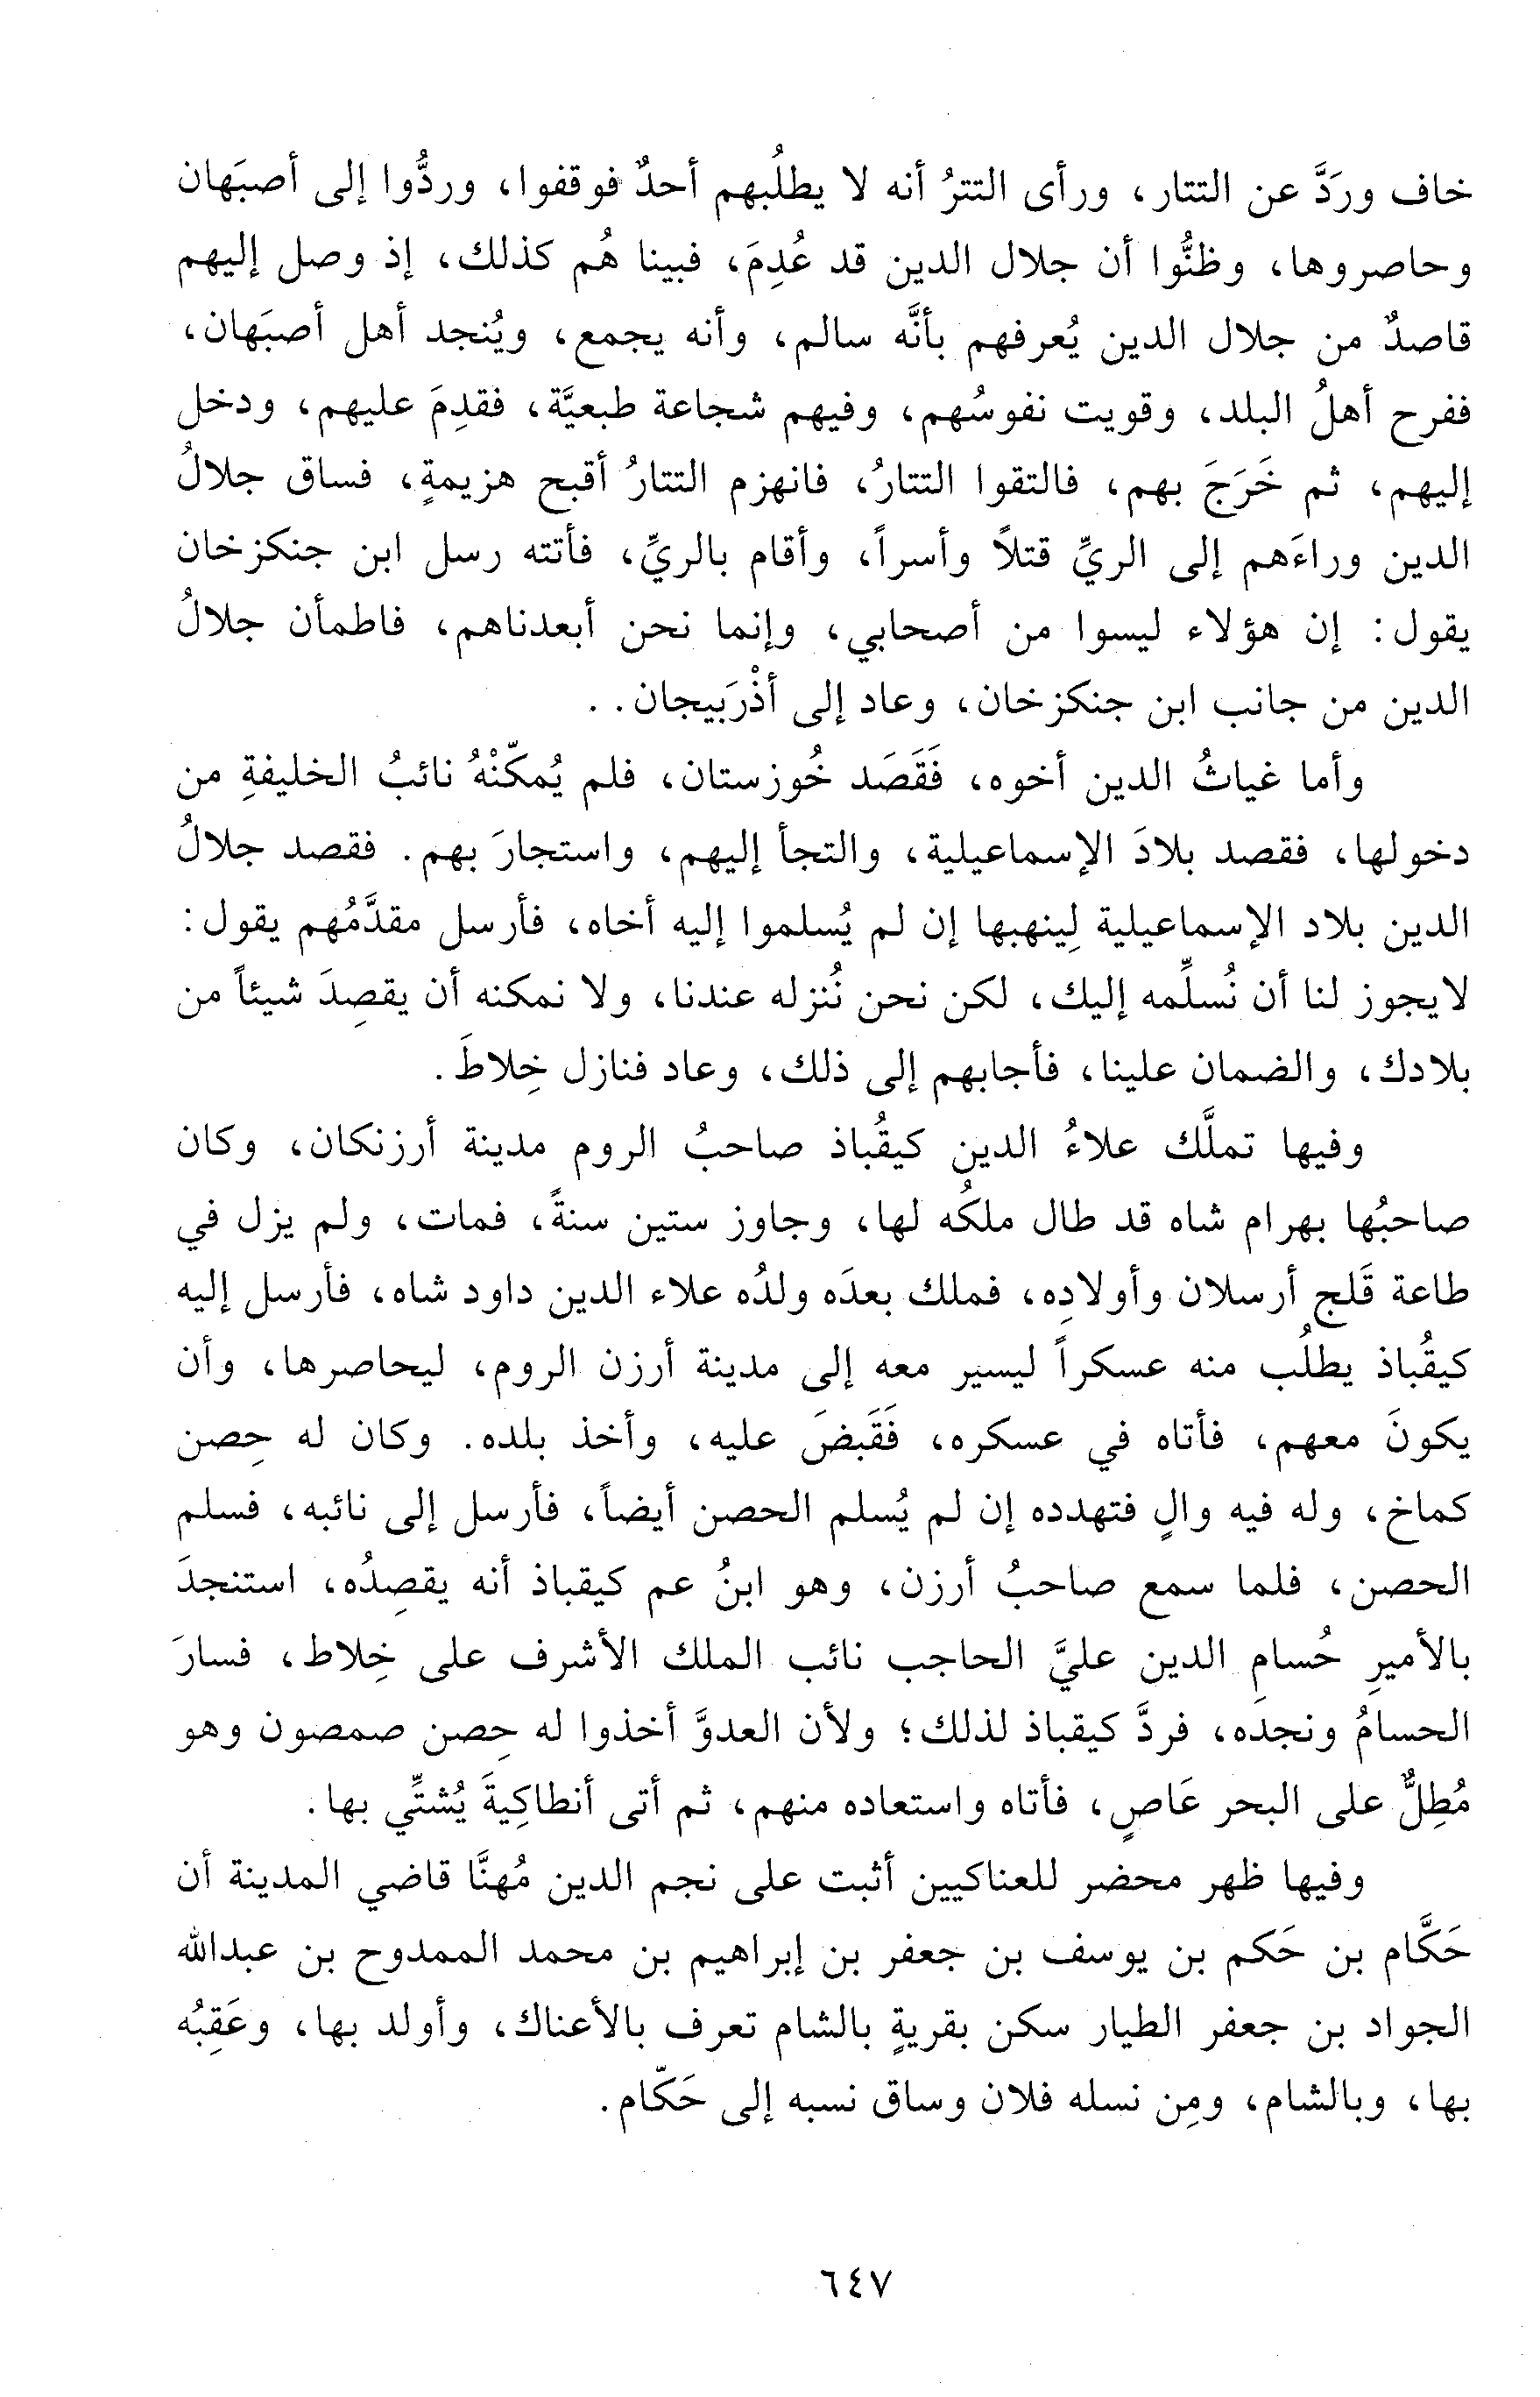 خاف ورَدَّ عن التتار، ورأى التترُ أنه لا يطلُبهم أحدٌ فوقفوا، وردُّوا إلى أصبَهان
وحاصروها، وظنُّوا أن جلال الدين قد عُدِمَ، فبينا هُم كذلك، إذ وصل إليهم
قاصدٌ من جلال الدين يُعرفهم بأنَّه سالم، وأنه يجمع، ويُنجد أهل أصبَهان،
ففرح أهلُ البلد، وقويت نفوسُهم، وفيهم شجاعة طبعيَّة، فقدِمَ عليهم، ودخل
إليهم، ثم خَرَجَ بهم، فالتقوا التتارُ، فانهزم التتارُ أقبح هزيمةٍ، فساق جلالُ
الدين وراءَهم إلى الريِّ قتلاً وأسراً، وأقام بالريِّ، فأتته رسل ابن جنكزخان
يقول: إن هؤلاء ليسوا من أصحابي، وإنما نحن أبعدناهم، فاطمأن جلالُ
الدين من جانب ابن جنكزخان، وعاد إلى أذْرَبيجان..
وأما غياثُ الدين أخوه، فَقَصَد خُوزستان، فلم يُمكّنْهُ نائبُ الخليفةِ من
دخولها، فقصد بلادَ الإسماعيلية، والتجأ إليهم، واستجارَ بهم. فقصد جلالُ
الدين بلاد الإسماعيلية لِينهبها إن لم يُسلموا إليه أخاه، فأرسل مقدَّمُهم يقول:
لايجوز لنا أن نُسلِّمه إليك، لكن نحن نُنزله عندنا، ولا نمكنه أن يقصِدَ شيئاً من
بلادك، والضمان علينا، فأجابهم إلى ذلك، وعاد فنازل خِلاطَ.
وفيها تملَّك علاءُ الدين كيقُباذ صاحبُ الروم مدينة أرزنكان، وكان
صاحبُها بهرام شاه قد طال ملكُه لها، وجاوز ستين سنةً، فمات، ولم يزل في
طاعة قَلج أرسلان وأولادِه، فملك بعدَه ولدُه علاء الدين داود شاه، فأرسل إليه
كيقُباذ يطلُب منه عسكراً ليسير معه إلى مدينة أرزن الروم، ليحاصرها، وأن
يكونَ معهم، فأتاه في عسكره، فَقَبضَ عليه، وأخذ بلده. وكان له حِصن
كماخ، وله فيه والٍ فتهدده إن لم يُسلم الحصن أيضاً، فأرسل إلى نائبه، فسلم
الحصن، فلما سمع صاحبُ أرزن، وهو ابنُ عم كيقباذ أنه يقصِدُه، استنجدَ
بالأميرِ حُسامِ الدين عليَّ الحاجب نائب الملك الأشرف على خِلاط، فسارَ
الحسامُ ونجدَه، فردَّ كيقباذ لذلك؛ ولأن العدوَّ أخذوا له حِصن صمصون وهو
مُطِلٌّ على البحر عَاصٍ، فأتاه واستعاده منهم، ثم أتى أنطاكِيةَ يُشتِّي بها.
وفيها ظهر محضر للعناكيين أثبت على نجم الدين مُهنَّا قاضي المدينة أن
حَكَّام بن حَكم بن يوسف بن جعفر بن إبراهيم بن محمد الممدوح بن عبدالله
الجواد بن جعفر الطيار سكن بقريةٍ بالشام تعرف بالأعناك، وأولد بها، وعَقِبُه
بها، وبالشام، ومِن نسله فلان وساق نسبه إلى حَكّام.
٦٤٧